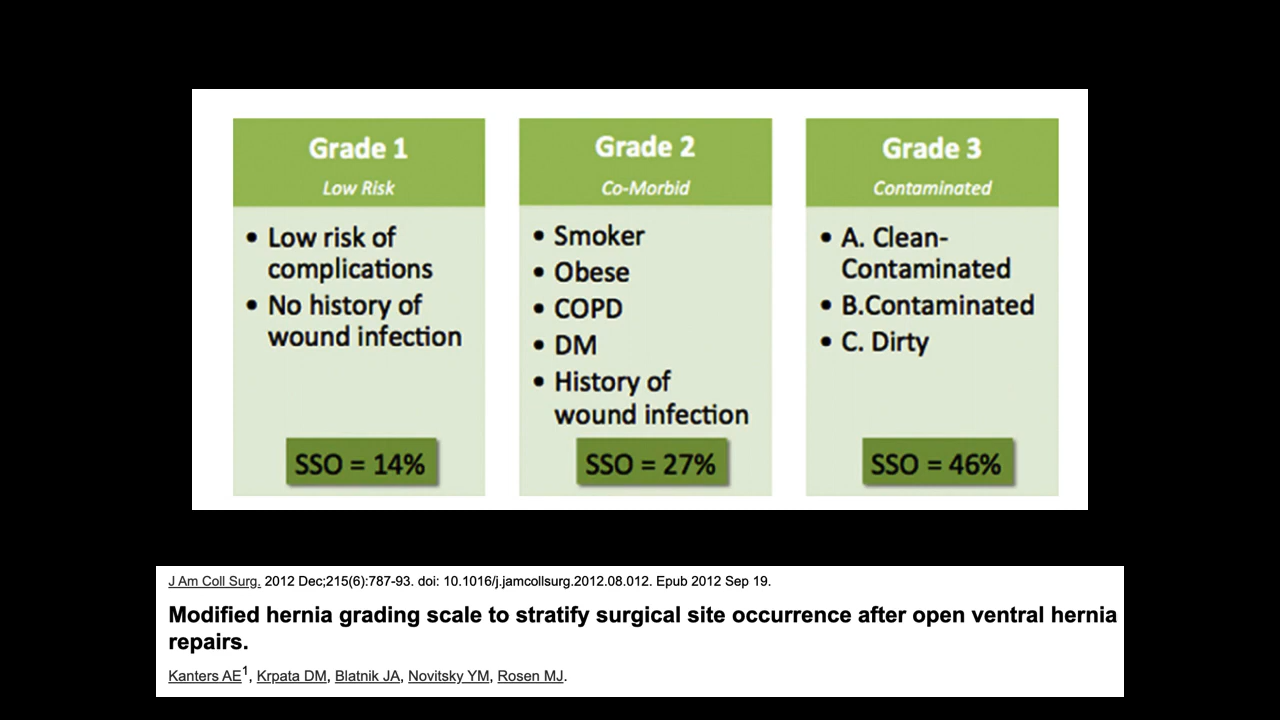 Grade 1
Low Risk
• Low risk of
complications
• No history of
wound infection
SSO = 14%
Grade 2
Co-Morbid
• Smoker
• Obese
• COPD
• DM
• History of
wound infection
SSO = 27%
Grade 3
Contaminated
• A. Clean-
Contaminated
• B.Contaminated
• C. Dirty
SSO = 46%
J Am Coll Surg. 2012 Dec;215(6):787-93. doi: 10.1016/j.jamcollsurg.2012.08.012. Epub 2012 Sep 19.
Modified hernia grading scale to stratify surgical site occurrence after open ventral hernia
repairs.
Kanters AE1, Krpata DM, Blatnik JA, Novitsky YM, Rosen MJ.